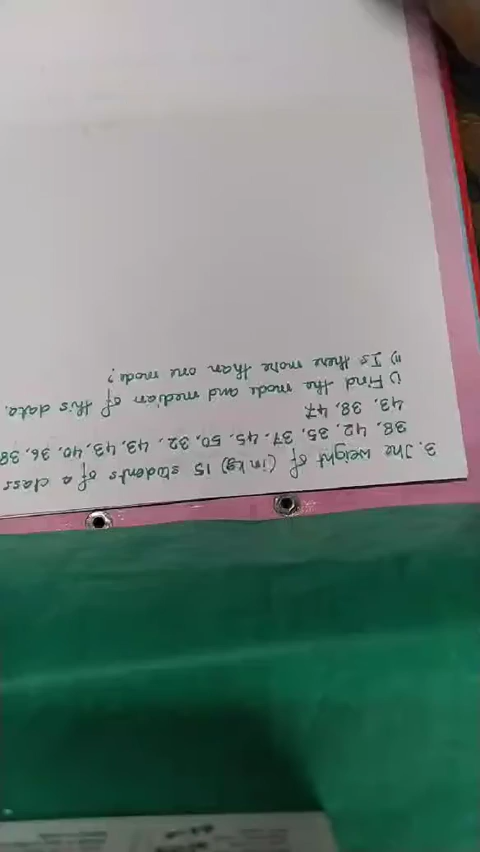 3. The weight of (in kg) 15 students of a class
38, 42, 35, 37, 45, 50, 32, 43, 43, 40, 36, 38
43, 38, 47
i) Find the mode and median of this data.
ii) Is there more than one mode?